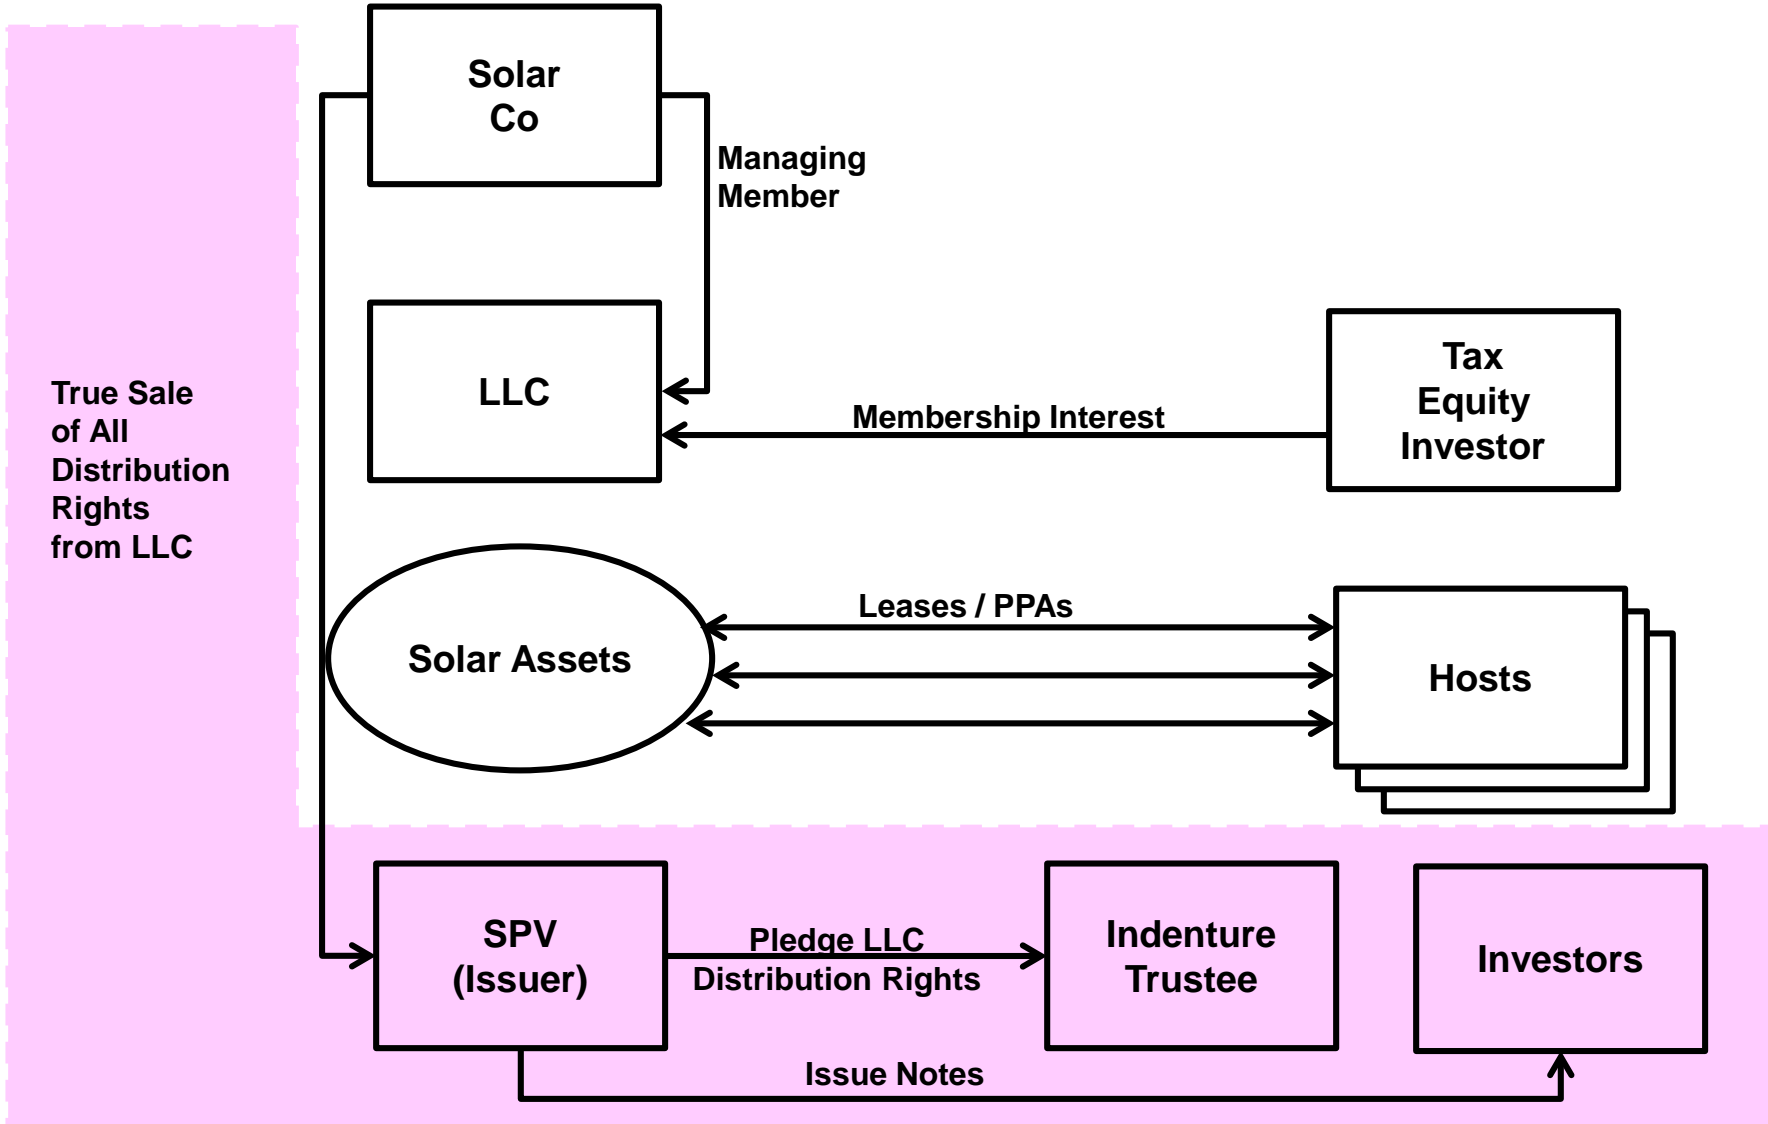 Solar
Co
Managing
Member
LLC
Tax
Equity
Investor
Membership Interest
True Sale
of All
Distribution
Rights
from LLC
Leases / PPAs
Solar Assets
Hosts
SPV
(Issuer)
Pledge LLC
Distribution Rights
Indenture
Trustee
Investors
Issue Notes